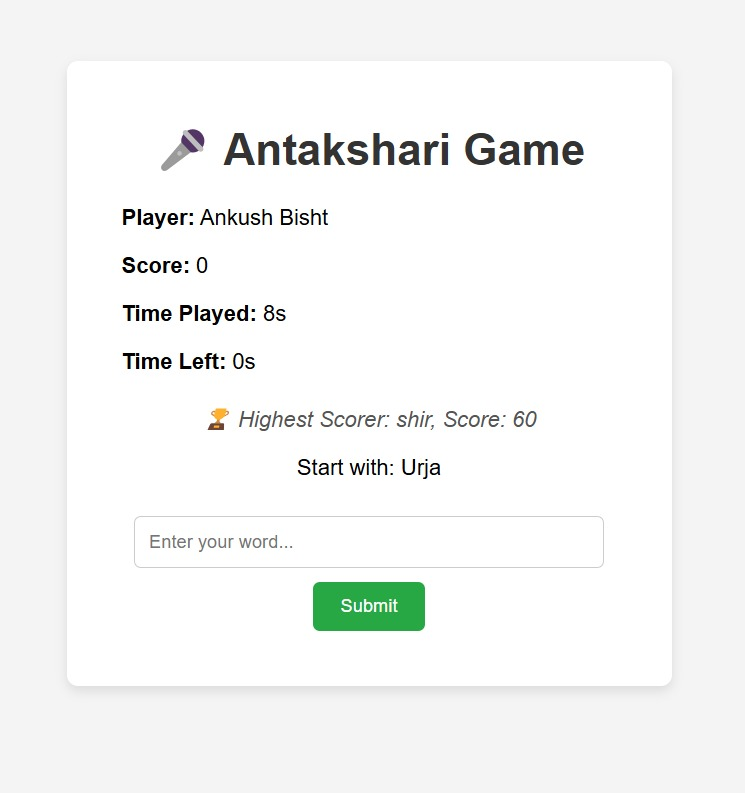 🎤 Antakshari Game
Player: Ankush Bisht
Score: 0
Time Played: 8s
Time Left: 0s
🏆 Highest Scorer: shir, Score: 60
Start with: Urja
Enter your word...
Submit